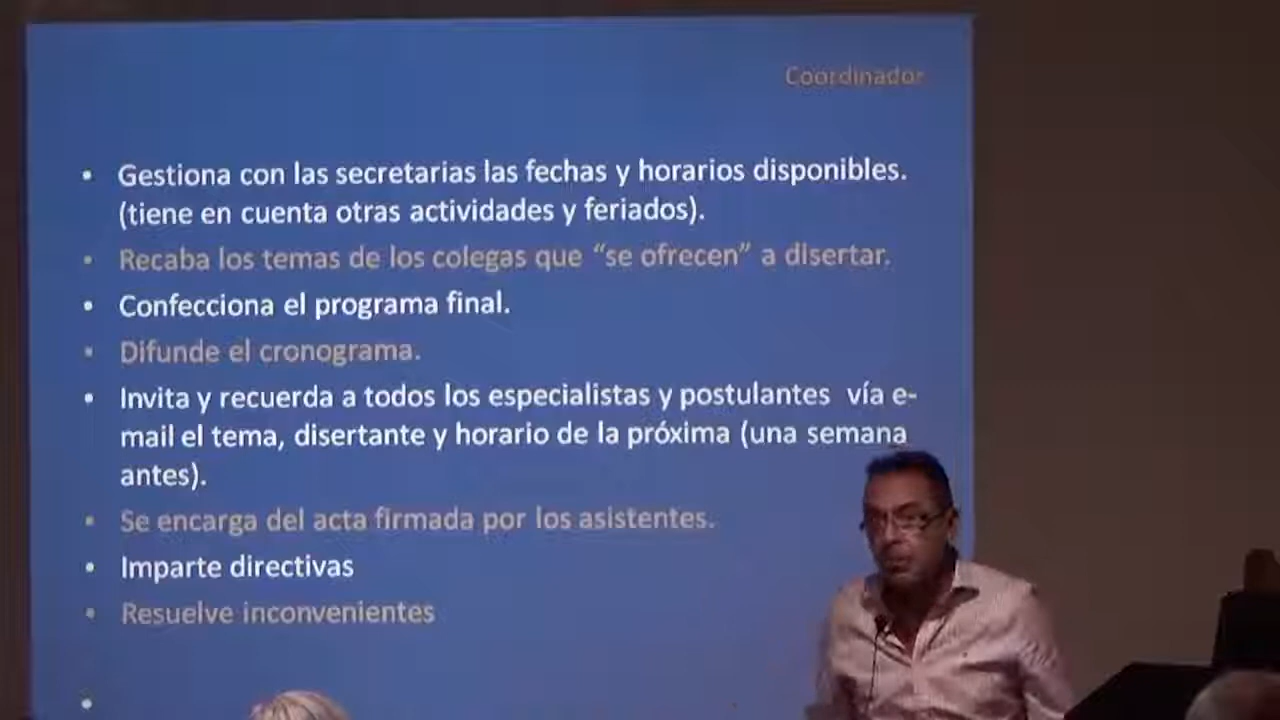 Coordinador
• Gestiona con las secretarias las fechas y horarios disponibles.
(tiene en cuenta otras actividades y feriados).
• Recaba los temas de los colegas que “se ofrecen” a disertar.
• Confecciona el programa final.
• Difunde el cronograma.
• Invita y recuerda a todos los especialistas y postulantes vía e-
mail el tema, disertante y horario de la próxima (una semana
antes).
• Se encarga del acta firmada por los asistentes.
• Imparte directivas
• Resuelve inconvenientes
•